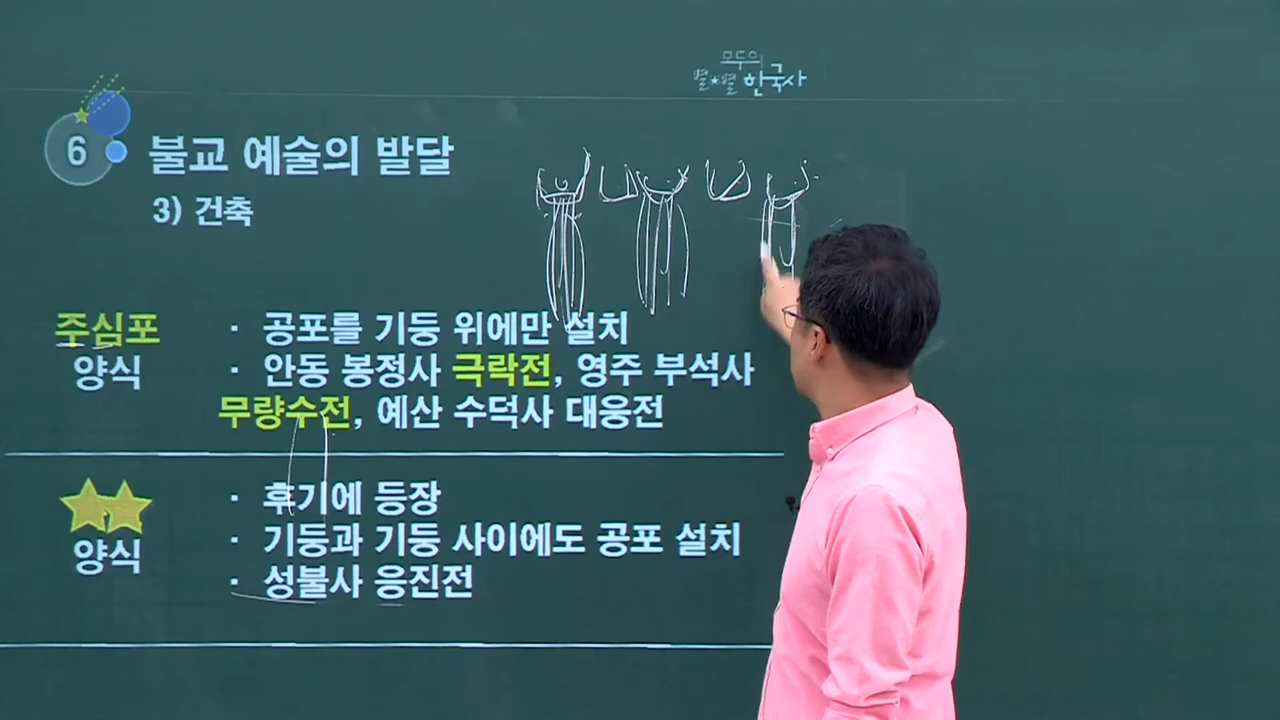 모두의
별★별 한국사
6 불교 예술의 발달
3) 건축
주심포 · 공포를 기둥 위에만 설치
양식 · 안동 봉정사 극락전, 영주 부석사
무량수전, 예산 수덕사 대웅전
· 후기에 등장
양식 · 기둥과 기둥 사이에도 공포 설치
· 성불사 응진전